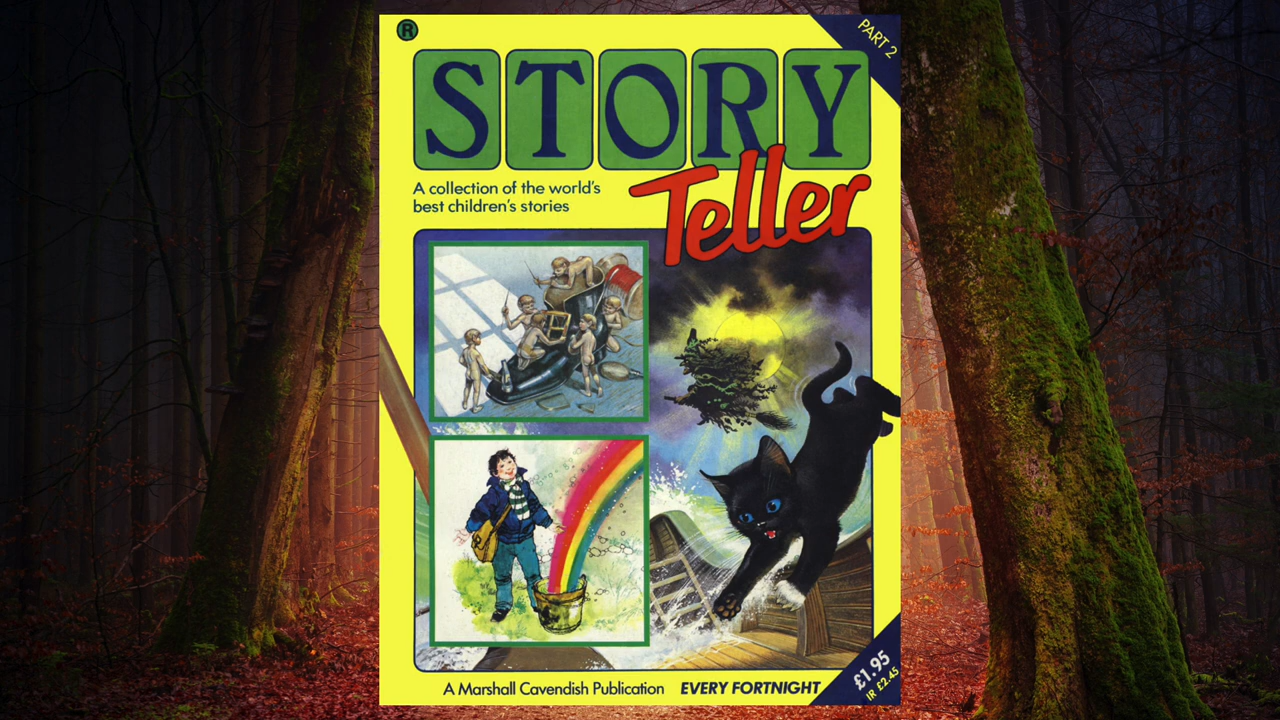 ®
PART 2
STORY
Teller
A collection of the world's
best children's stories
A Marshall Cavendish Publication
EVERY FORTNIGHT
£1.95
IR £2.45